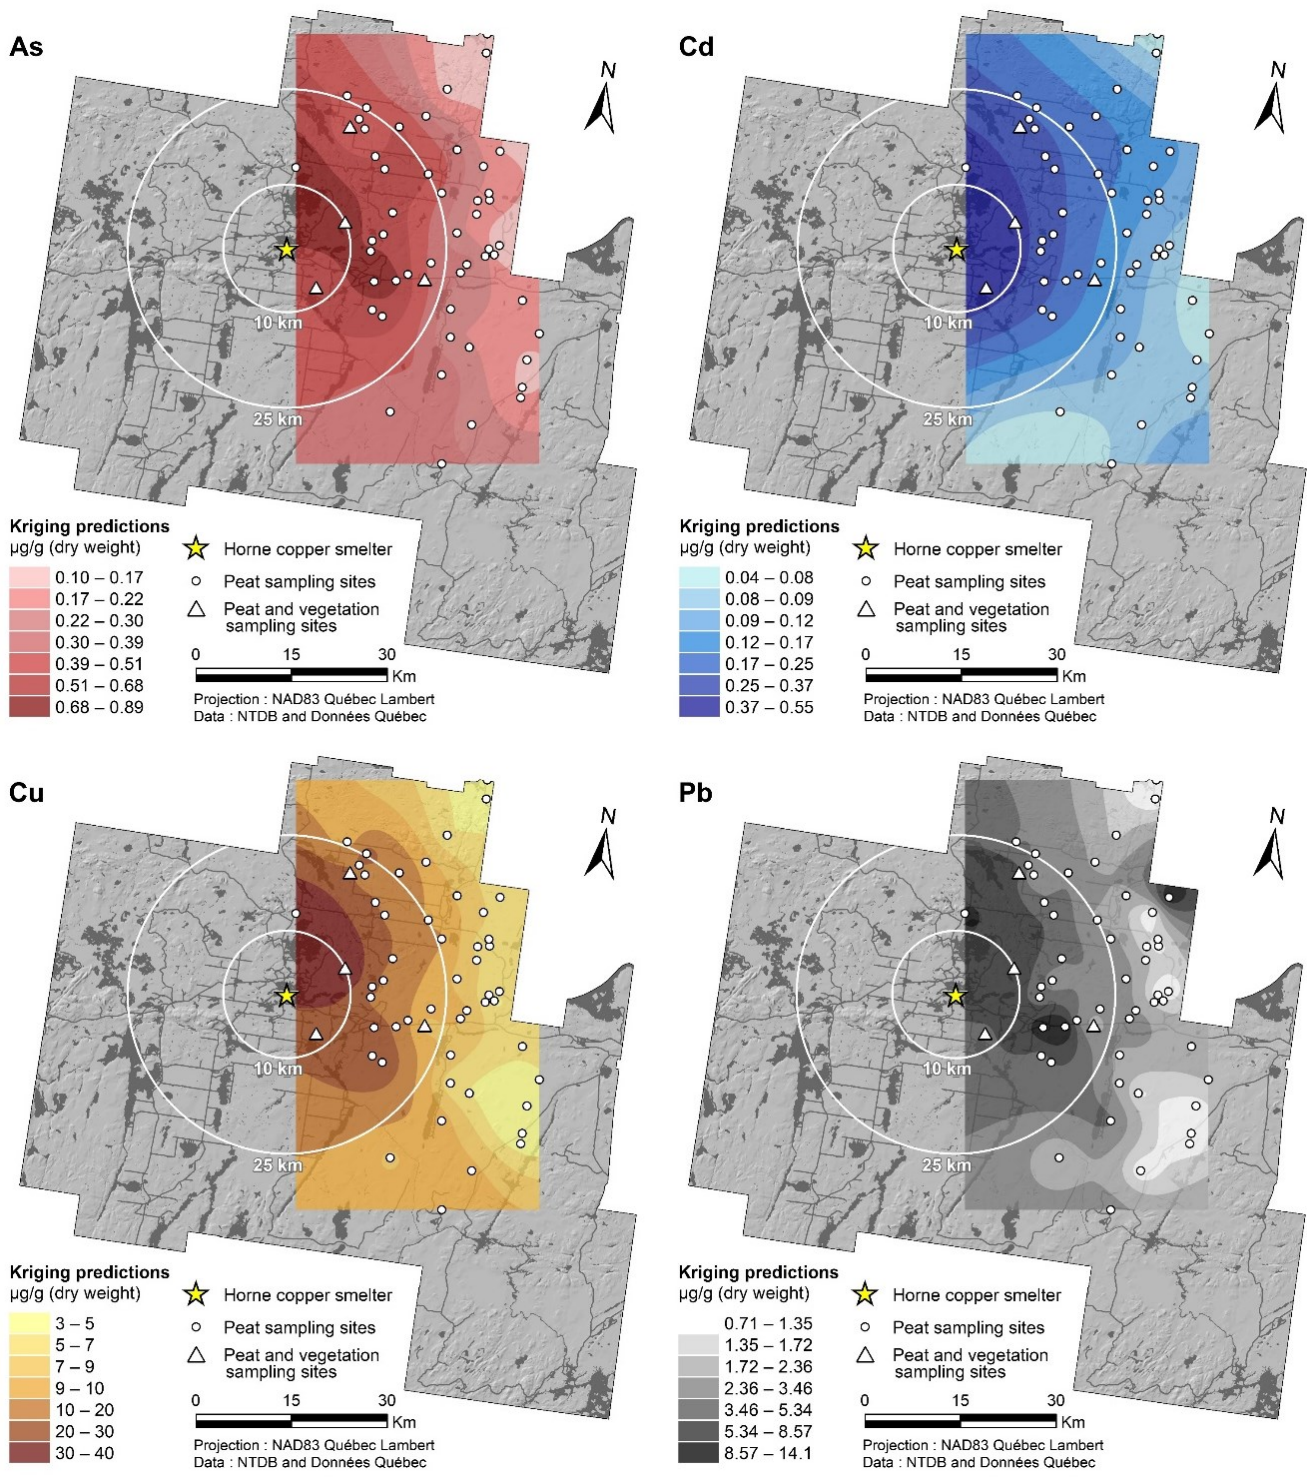 As
N
10 km
25 km
Kriging predictions
µg/g (dry weight)
0.10 – 0.17
0.17 – 0.22
0.22 – 0.30
0.30 – 0.39
0.39 – 0.51
0.51 – 0.68
0.68 – 0.89
Horne copper smelter
Peat sampling sites
Peat and vegetation
sampling sites
0 15 30
Km
Projection : NAD83 Québec Lambert
Data : NTDB and Données Québec
Cd
N
10 km
25 km
Kriging predictions
µg/g (dry weight)
0.04 – 0.08
0.08 – 0.09
0.09 – 0.12
0.12 – 0.17
0.17 – 0.25
0.25 – 0.37
0.37 – 0.55
Horne copper smelter
Peat sampling sites
Peat and vegetation
sampling sites
0 15 30
Km
Projection : NAD83 Québec Lambert
Data : NTDB and Données Québec
Cu
N
10 km
25 km
Kriging predictions
µg/g (dry weight)
3 – 5
5 – 7
7 – 9
9 – 10
10 – 20
20 – 30
30 – 40
Horne copper smelter
Peat sampling sites
Peat and vegetation
sampling sites
0 15 30
Km
Projection : NAD83 Québec Lambert
Data : NTDB and Données Québec
Pb
N
10 km
25 km
Kriging predictions
µg/g (dry weight)
0.71 – 1.35
1.35 – 1.72
1.72 – 2.36
2.36 – 3.46
3.46 – 5.34
5.34 – 8.57
8.57 – 14.1
Horne copper smelter
Peat sampling sites
Peat and vegetation
sampling sites
0 15 30
Km
Projection : NAD83 Québec Lambert
Data : NTDB and Données Québec